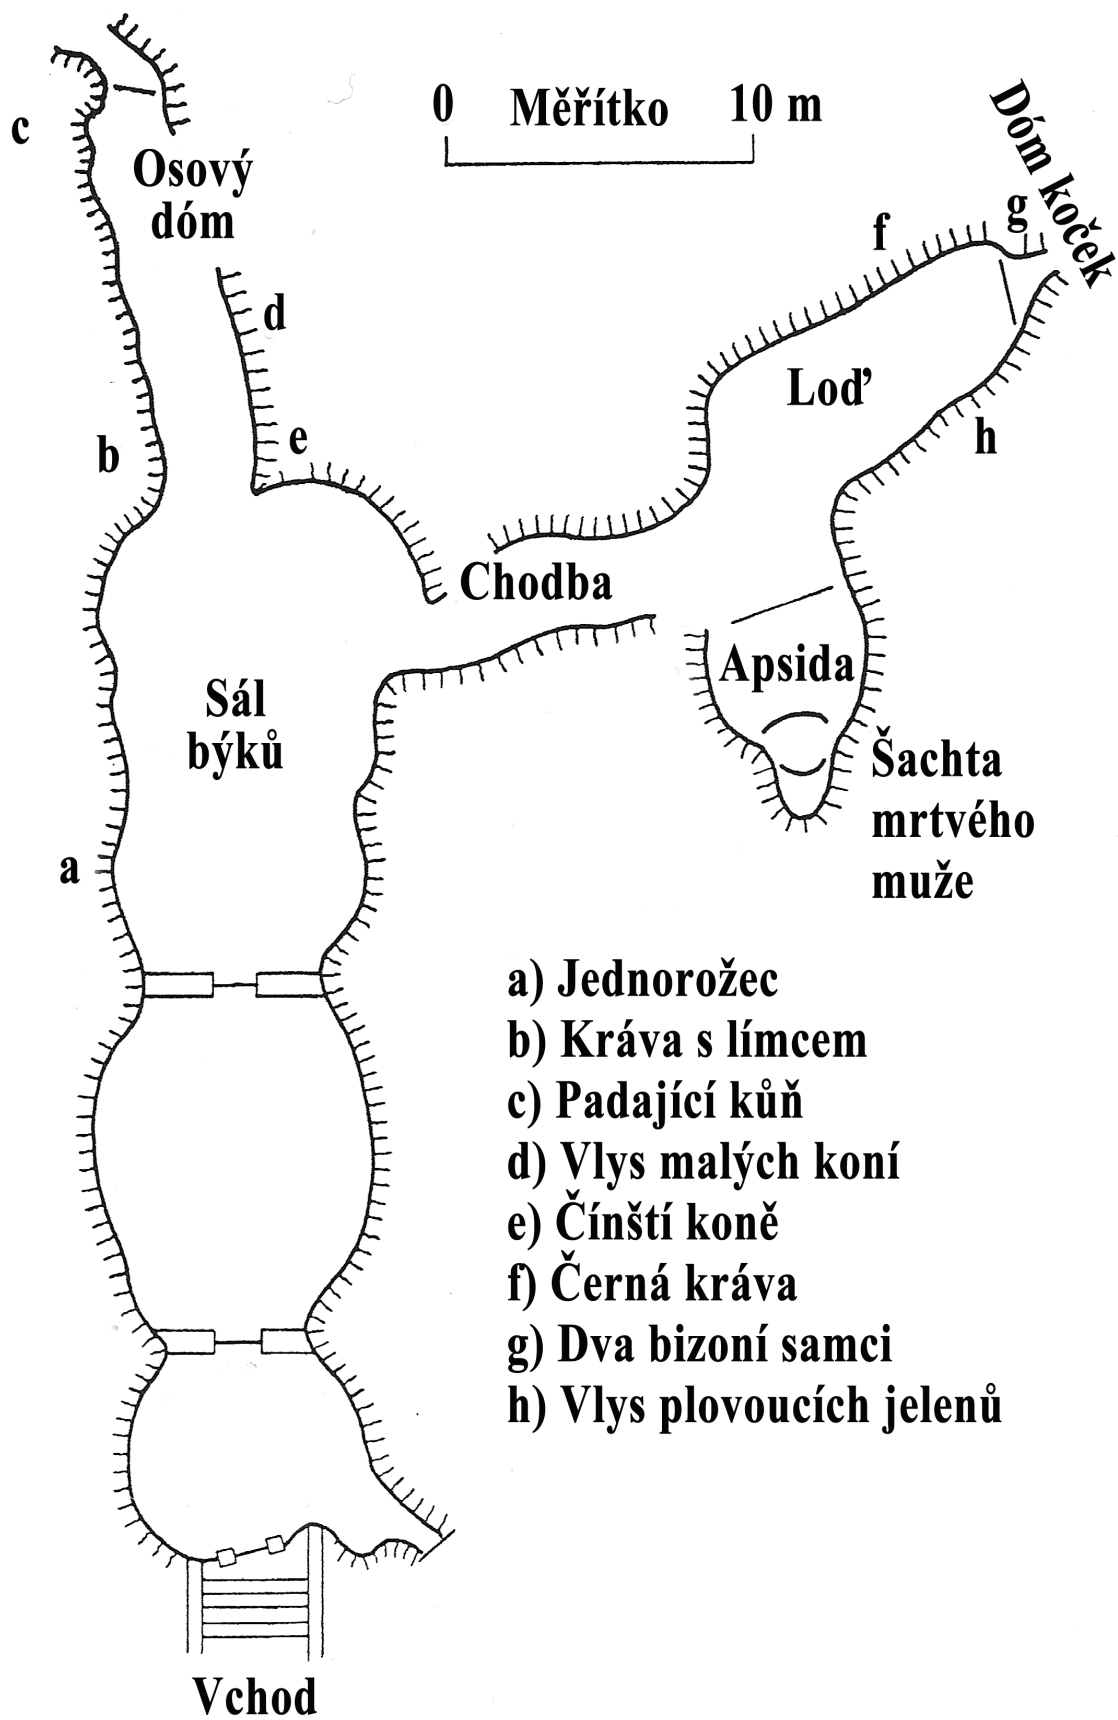 0 Měřítko 10 m
Dóm koček
c
Osový
dóm
g
f
d
Loď
e
h
b
Chodba
Apsida
Sál
býků
Šachta
mrtvého
muže
a
a) Jednorožec
b) Kráva s límcem
c) Padající kůň
d) Vlys malých koní
e) Čínští koně
f) Černá kráva
g) Dva bizoní samci
h) Vlys plovoucích jelenů
Vchod